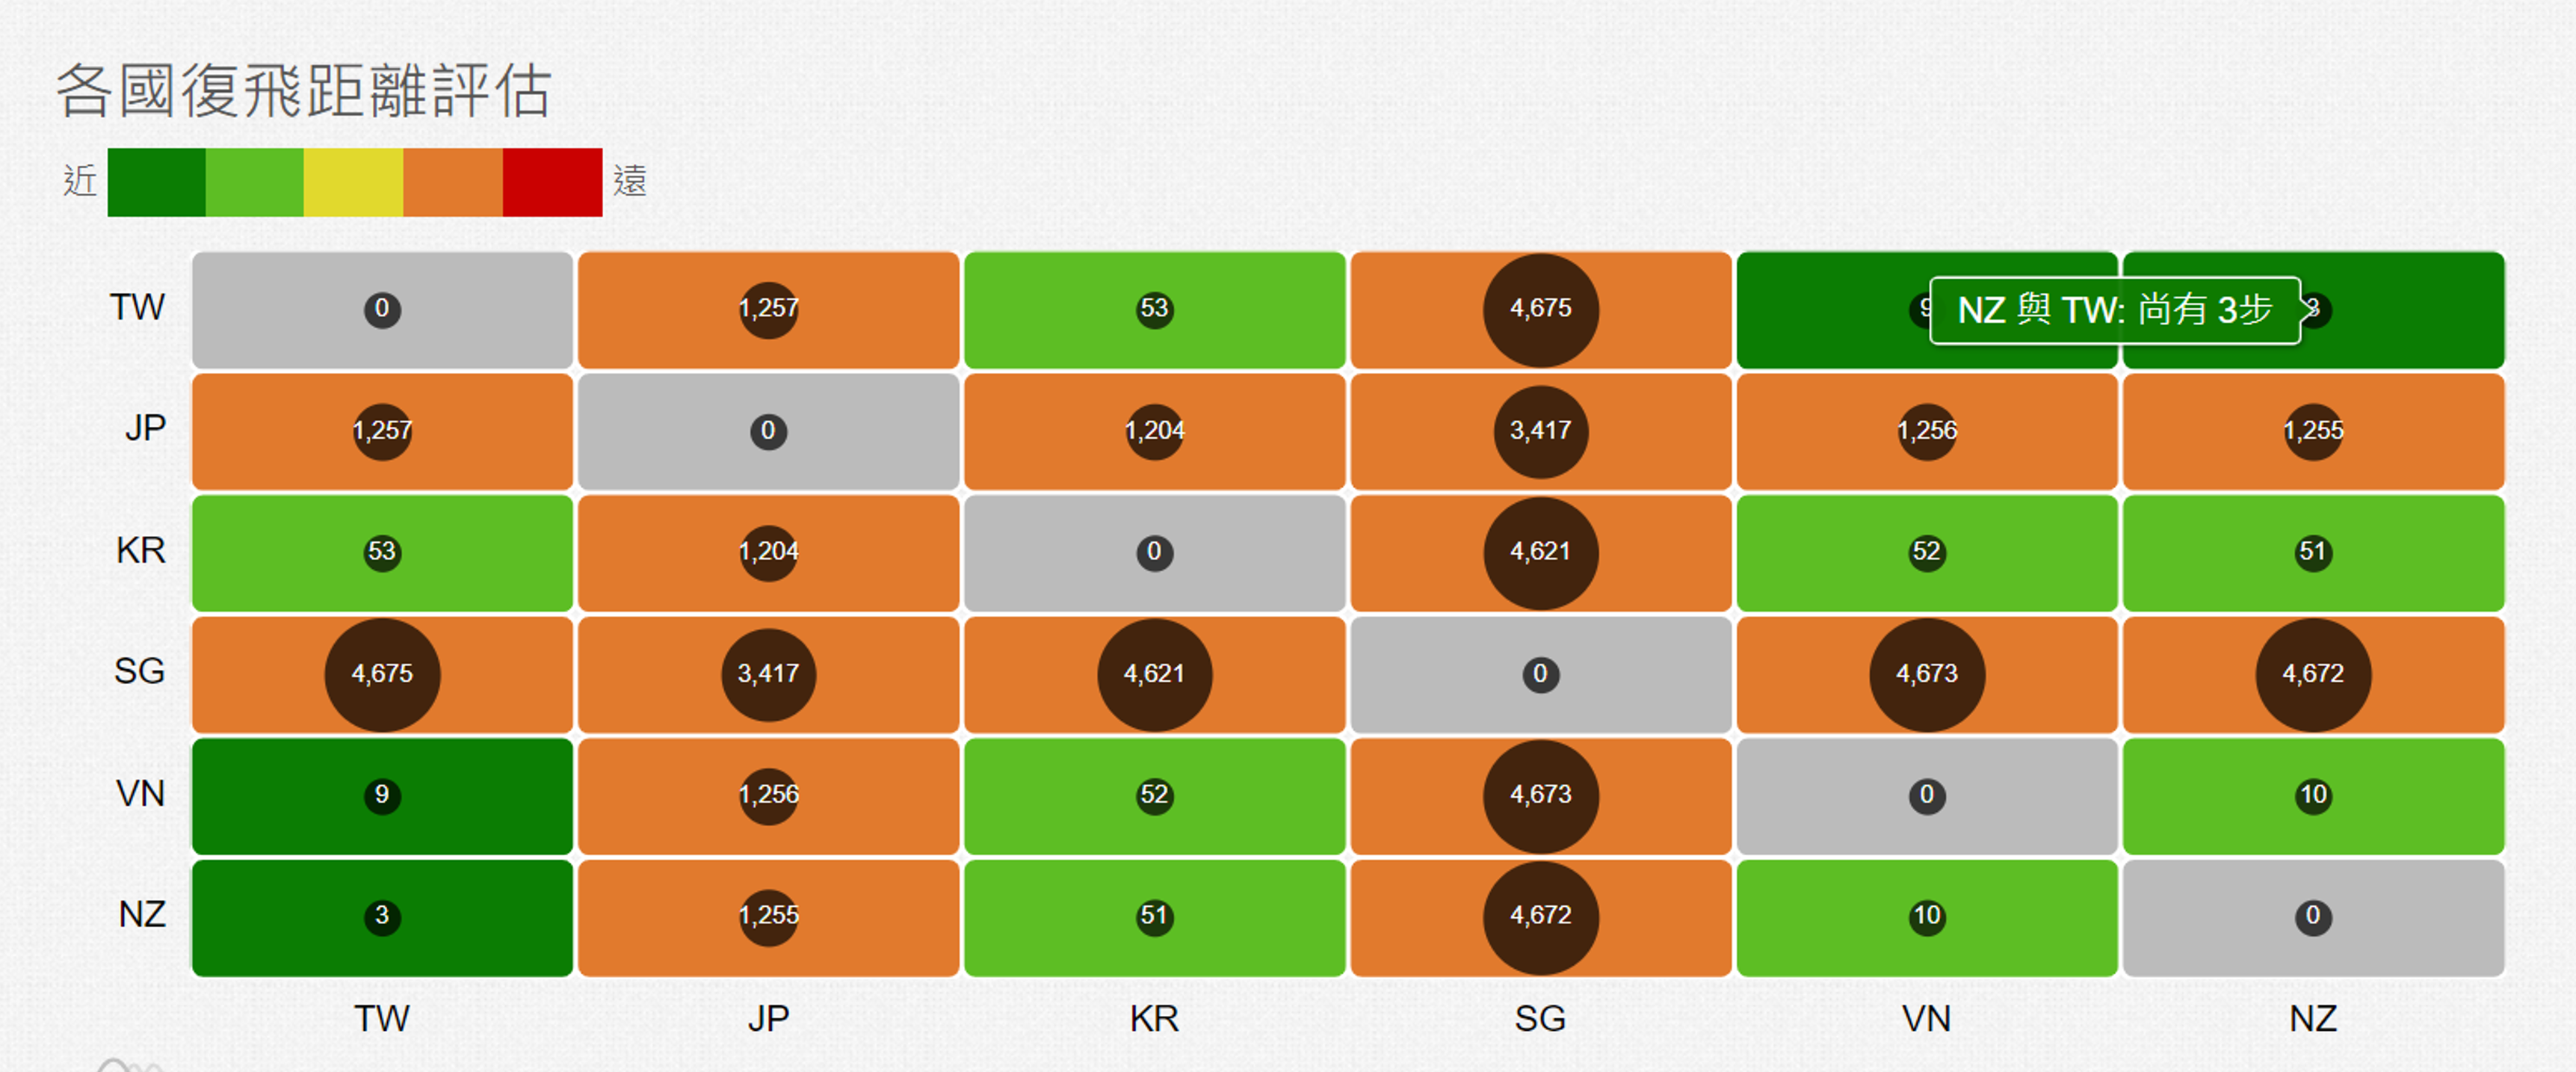 各國復飛距離評估
近 遠
TW 0 1,257 53 4,675 9 NZ 與 TW: 尚有 3步 3
JP 1,257 0 1,204 3,417 1,256 1,255
KR 53 1,204 0 4,621 52 51
SG 4,675 3,417 4,621 0 4,673 4,672
VN 9 1,256 52 4,673 0 10
NZ 3 1,255 51 4,672 10 0
TW JP KR SG VN NZ